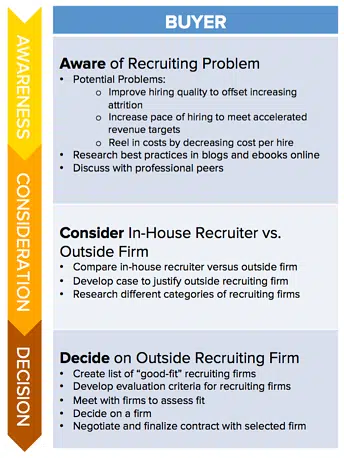 BUYER
AWARENESS
Aware of Recruiting Problem
• Potential Problems:
o Improve hiring quality to offset increasing
attrition
o Increase pace of hiring to meet accelerated
revenue targets
o Reel in costs by decreasing cost per hire
• Research best practices in blogs and ebooks online
• Discuss with professional peers
CONSIDERATION
Consider In-House Recruiter vs.
Outside Firm
• Compare in-house recruiter versus outside firm
• Develop case to justify outside recruiting firm
• Research different categories of recruiting firms
DECISION
Decide on Outside Recruiting Firm
• Create list of “good-fit” recruiting firms
• Develop evaluation criteria for recruiting firms
• Meet with firms to assess fit
• Decide on a firm
• Negotiate and finalize contract with selected firm